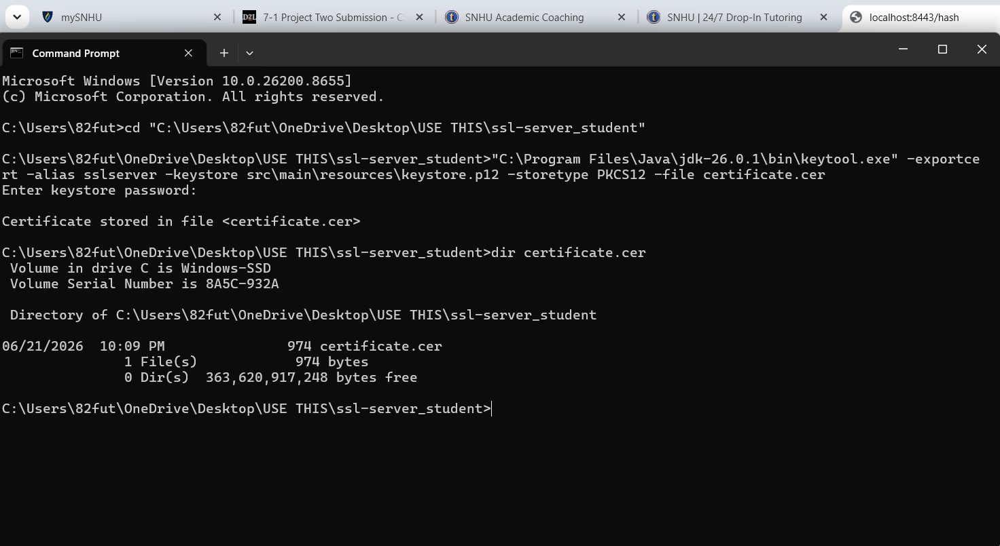 mySNHU
7-1 Project Two Submission - C
SNHU Academic Coaching
SNHU | 24/7 Drop-In Tutoring
localhost:8443/hash
Command Prompt
Microsoft Windows [Version 10.0.26200.8655]
(c) Microsoft Corporation. All rights reserved.
C:\Users\82fut>cd "C:\Users\82fut\OneDrive\Desktop\USE THIS\ssl-server_student"
C:\Users\82fut\OneDrive\Desktop\USE THIS\ssl-server_student>"C:\Program Files\Java\jdk-26.0.1\bin\keytool.exe" -exportce
rt -alias sslserver -keystore src\main\resources\keystore.p12 -storetype PKCS12 -file certificate.cer
Enter keystore password:
Certificate stored in file <certificate.cer>
C:\Users\82fut\OneDrive\Desktop\USE THIS\ssl-server_student>dir certificate.cer
Volume in drive C is Windows-SSD
Volume Serial Number is 8A5C-932A
Directory of C:\Users\82fut\OneDrive\Desktop\USE THIS\ssl-server_student
06/21/2026  10:09 PM               974 certificate.cer
1 File(s)            974 bytes
0 Dir(s)  363,620,917,248 bytes free
C:\Users\82fut\OneDrive\Desktop\USE THIS\ssl-server_student>